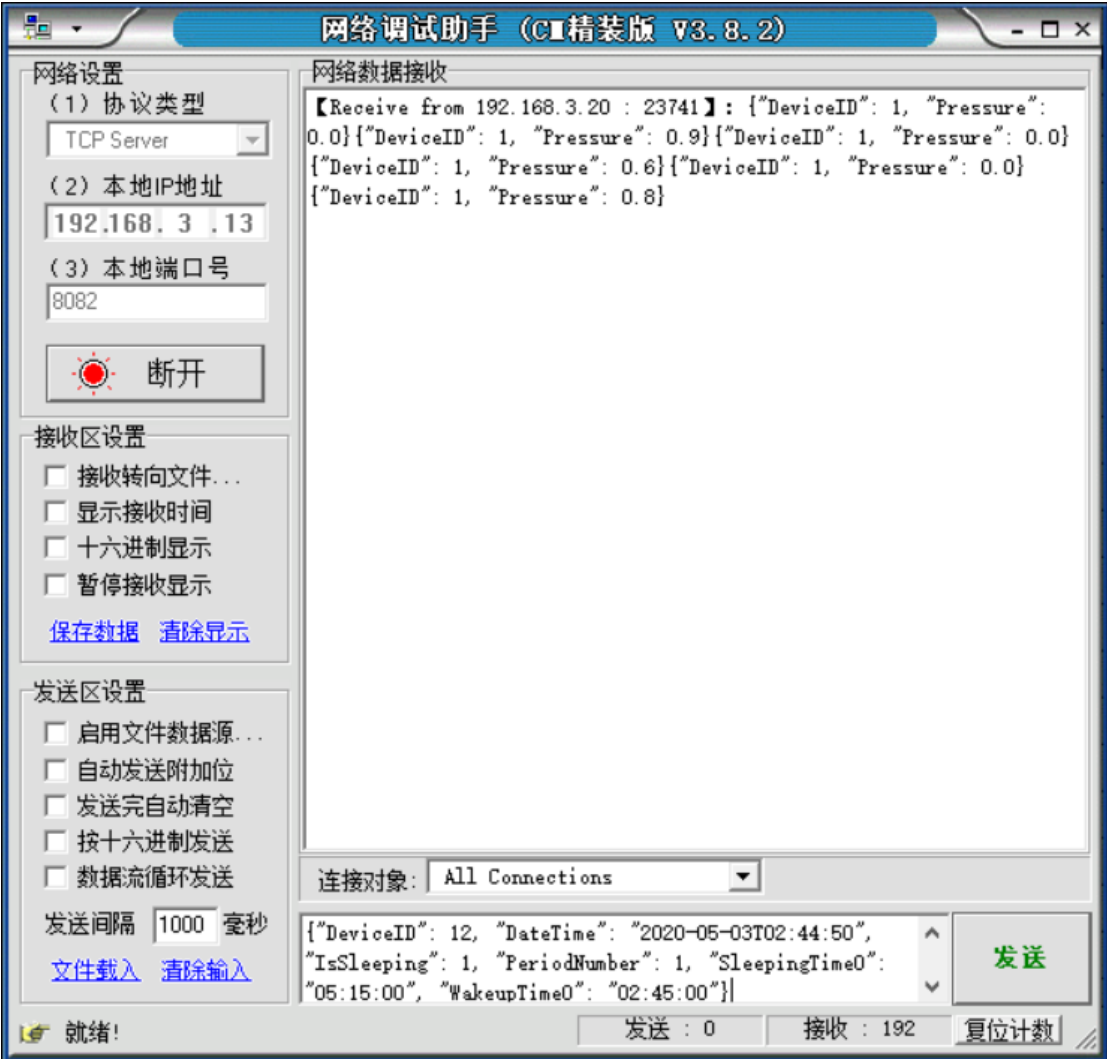 网络调试助手 (CM精装版 V3.8.2)
网络设置
(1) 协议类型
TCP Server
(2) 本地IP地址
192.168. 3 .13
(3) 本地端口号
8082
断开
接收区设置
接收转向文件...
显示接收时间
十六进制显示
暂停接收显示
保存数据 清除显示
发送区设置
启用文件数据源...
自动发送附加位
发送完自动清空
按十六进制发送
数据流循环发送
发送间隔 1000 毫秒
文件载入 清除输入
网络数据接收
【Receive from 192.168.3.20 : 23741】: {"DeviceID": 1, "Pressure":
0.0}{"DeviceID": 1, "Pressure": 0.9}{"DeviceID": 1, "Pressure": 0.0}
{"DeviceID": 1, "Pressure": 0.6}{"DeviceID": 1, "Pressure": 0.0}
{"DeviceID": 1, "Pressure": 0.8}
连接对象: All Connections
{"DeviceID": 12, "DateTime": "2020-05-03T02:44:50",
"IsSleeping": 1, "PeriodNumber": 1, "SleepingTime0":
"05:15:00", "WakeupTime0": "02:45:00"}
发送
就绪!
发送 : 0
接收 : 192
复位计数